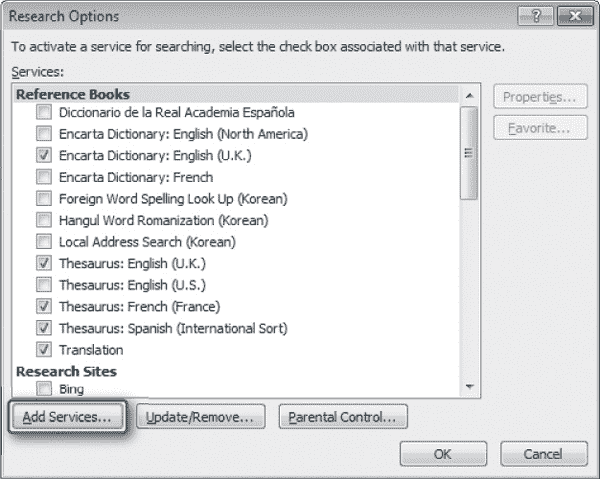 Research Options
To activate a service for searching, select the check box associated with that service.
Services:
Reference Books
Diccionario de la Real Academia Española
Encarta Dictionary: English (North America)
Encarta Dictionary: English (U.K.)
Encarta Dictionary: French
Foreign Word Spelling Look Up (Korean)
Hangul Word Romanization (Korean)
Local Address Search (Korean)
Thesaurus: English (U.K.)
Thesaurus: English (U.S.)
Thesaurus: French (France)
Thesaurus: Spanish (International Sort)
Translation
Research Sites
Bing
Properties...
Favorite...
Add Services... Update/Remove... Parental Control...
OK Cancel